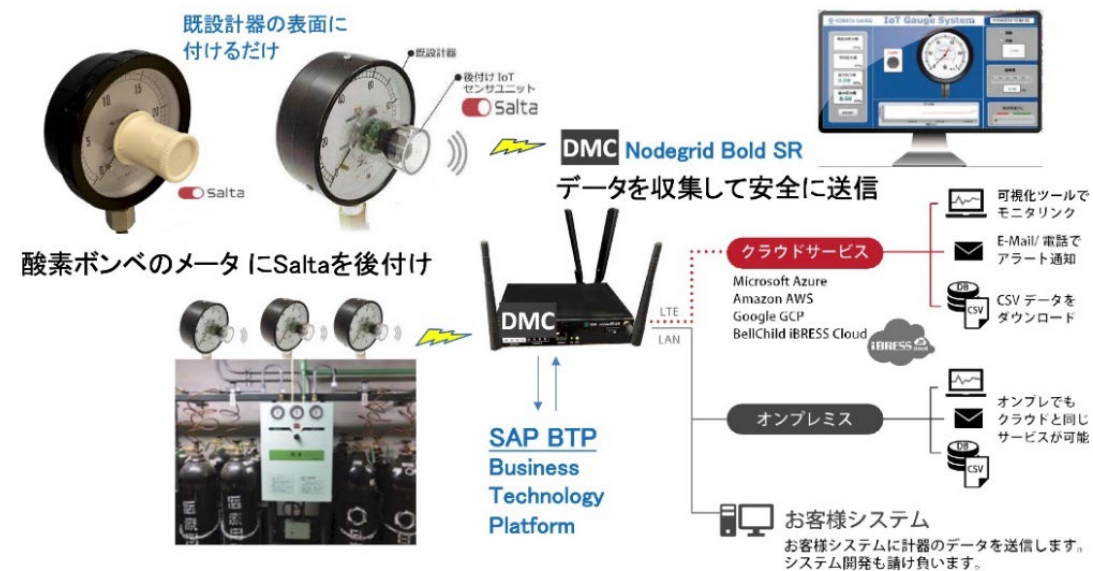 既設計器の表面に
付けるだけ
既設計器
後付け IoT
センサユニット
Salta
Salta
IoT Gauge System
DMC Nodegrid Bold SR
データを収集して安全に送信
酸素ボンベのメータ にSaltaを後付け
DMC
LTE
LAN
クラウドサービス
Microsoft Azure
Amazon AWS
Google GCP
BellChild iBRESS Cloud
iBRESS
可視化ツールで
モニタリンク
E-Mail/ 電話で
アラート通知
DB
CSV
CSV データを
ダウンロード
オンプレミス
オンプレでも
クラウドと同じ
サービスが可能
DB
CSV
SAP BTP
Business
Technology
Platform
お客様システム
お客様システムに計器のデータを送信します。
システム開発も請け負います。